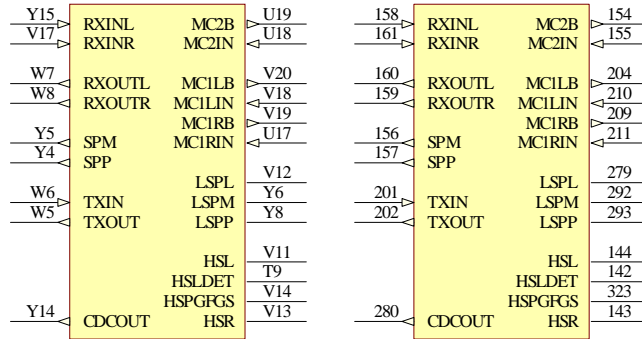 Y15 RXINL MC2B U19 158 RXINL MC2B 154
V17 RXINR MC2IN U18 161 RXINR MC2IN 155
W7 RXOUTL MC1LB V20 160 RXOUTL MC1LB 204
W8 RXOUTR MC1LIN V18 159 RXOUTR MC1LIN 210
MC1RB V19 MC1RB 209
Y5 SPM MC1RIN U17 156 SPM MC1RIN 211
Y4 SPP 157 SPP
LSPL V12 LSPL 279
W6 TXIN LSPM Y6 201 TXIN LSPM 292
W5 TXOUT LSPP Y8 202 TXOUT LSPP 293
HSL V11 HSL 144
HSLDET T9 HSLDET 142
HSPGFGS V14 HSPGFGS 323
Y14 CDCOUT HSR V13 280 CDCOUT HSR 143